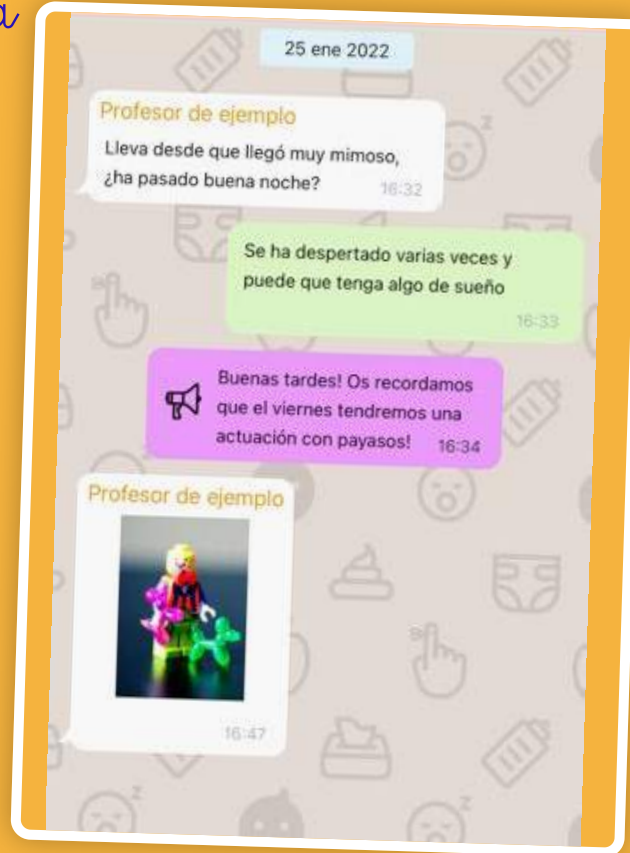 a
25 ene 2022
Profesor de ejemplo
Lleva desde que llegó muy mimoso,
¿ha pasado buena noche?
16:32
Se ha despertado varias veces y
puede que tenga algo de sueño
16:33
Buenas tardes! Os recordamos
que el viernes tendremos una
actuación con payasos!
16:34
Profesor de ejemplo
16:47